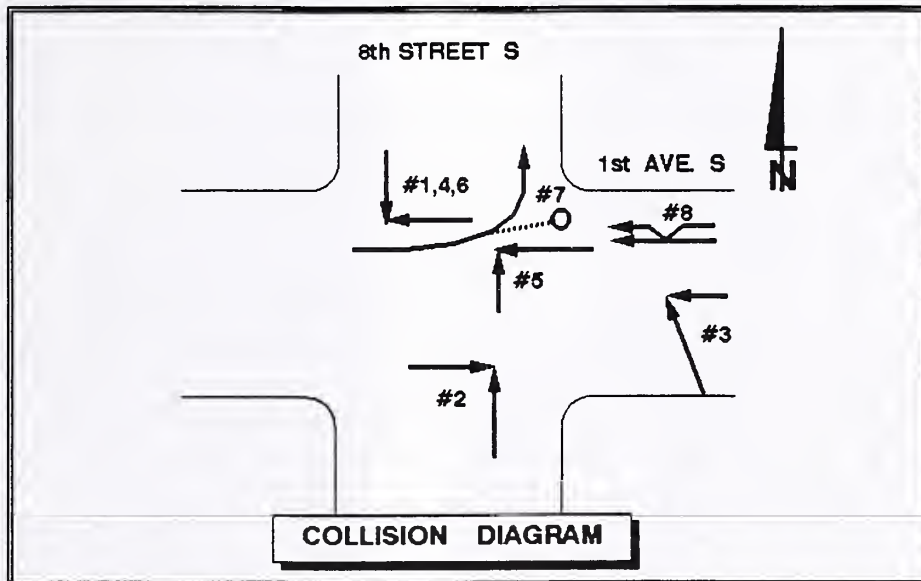 8th STREET S
1st AVE. S
N
#1,4,6
#7
#8
#5
#3
#2
COLLISION DIAGRAM